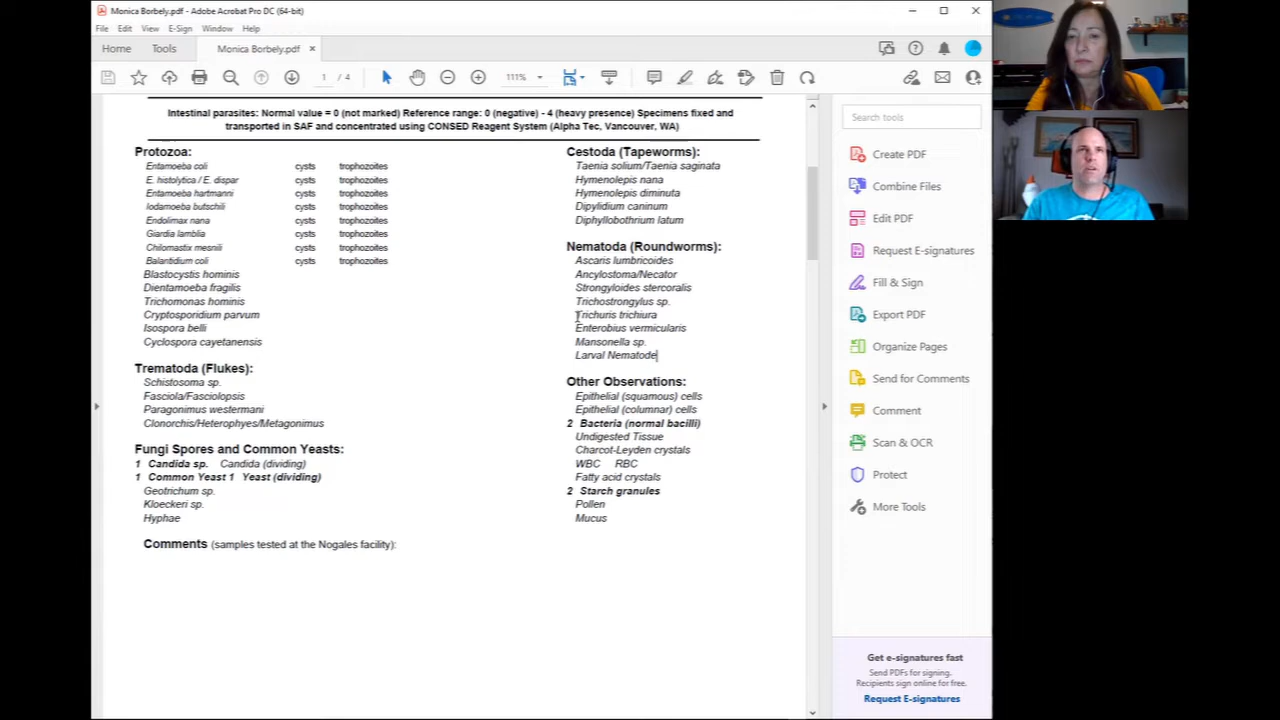 Monica Borbely.pdf - Adobe Acrobat Pro DC (64-bit)
File Edit View E-Sign Window Help
Home Tools Monica Borbely.pdf ×
1 / 4 111%
Intestinal parasites: Normal value = 0 (not marked) Reference range: 0 (negative) - 4 (heavy presence) Specimens fixed and
transported in SAF and concentrated using CONSED Reagent System (Alpha Tec, Vancouver, WA)
Protozoa:
Entamoeba coli cysts trophozoites
E. histolytica / E. dispar cysts trophozoites
Entamoeba hartmanni cysts trophozoites
Iodamoeba butschili cysts trophozoites
Endolimax nana cysts trophozoites
Giardia lamblia cysts trophozoites
Chilomastix mesnili cysts trophozoites
Balantidium coli cysts trophozoites
Blastocystis hominis
Dientamoeba fragilis
Trichomonas hominis
Cryptosporidium parvum
Isospora belli
Cyclospora cayetanensis
Trematoda (Flukes):
Schistosoma sp.
Fasciola/Fasciolopsis
Paragonimus westermani
Clonorchis/Heterophyes/Metagonimus
Fungi Spores and Common Yeasts:
1 Candida sp. Candida (dividing)
1 Common Yeast 1 Yeast (dividing)
Geotrichum sp.
Kloeckeri sp.
Hyphae
Comments (samples tested at the Nogales facility):
Cestoda (Tapeworms):
Taenia solium/Taenia saginata
Hymenolepis nana
Hymenolepis diminuta
Dipylidium caninum
Diphyllobothrium latum
Nematoda (Roundworms):
Ascaris lumbricoides
Ancylostoma/Necator
Strongyloides stercoralis
Trichostrongylus sp.
Trichuris trichiura
Enterobius vermicularis
Mansonella sp.
Larval Nematode
Other Observations:
Epithelial (squamous) cells
Epithelial (columnar) cells
2 Bacteria (normal bacilli)
Undigested Tissue
Charcot-Leyden crystals
WBC RBC
Fatty acid crystals
2 Starch granules
Pollen
Mucus
Search tools
Create PDF
Combine Files
Edit PDF
Request E-signatures
Fill & Sign
Export PDF
Organize Pages
Send for Comments
Comment
Scan & OCR
Protect
More Tools
Get e-signatures fast
Send PDFs for signing.
Recipients sign online for free.
Request E-signatures